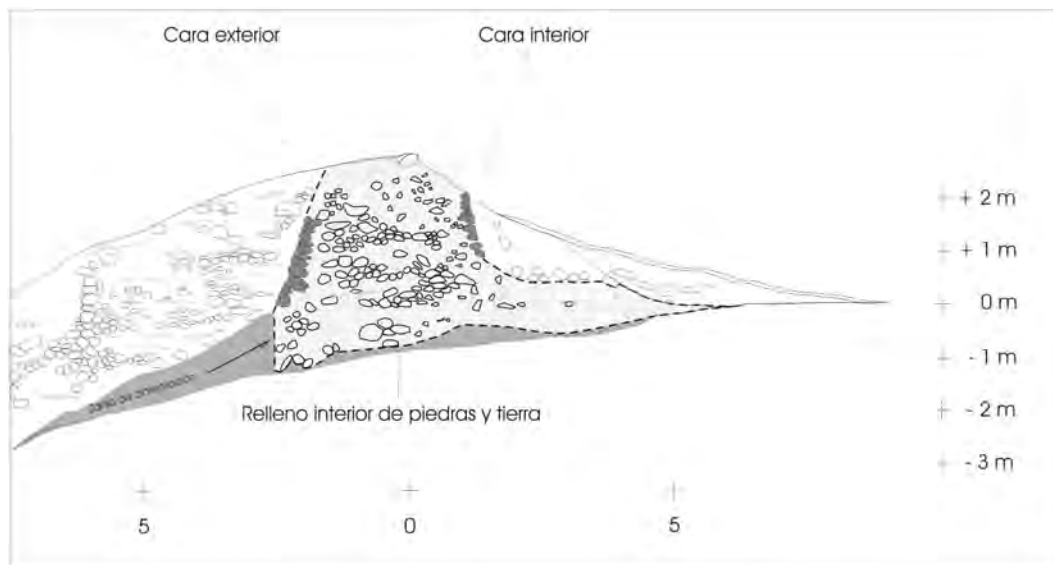 Cara exterior
Cara interior
+ 2 m
+ 1 m
0 m
- 1 m
Relleno interior de piedras y tierra
- 2 m
- 3 m
5
0
5